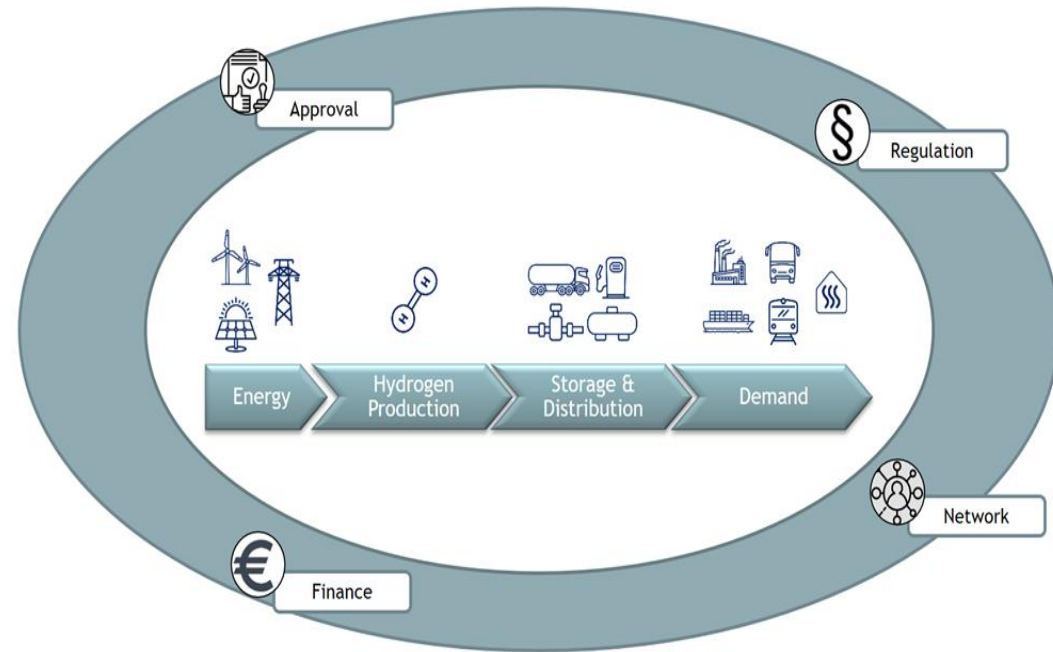 Approval
§
Regulation
H
H
Energy
Hydrogen
Production
Storage &
Distribution
Demand
Network
€
Finance